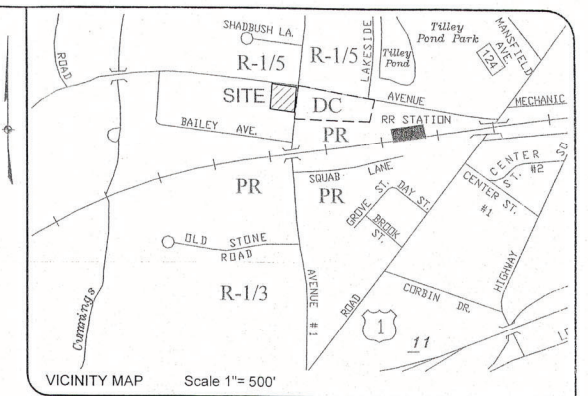 SHADBUSH LA.
ROAD
R-1/5
R-1/5
LAKESIDE
Tilley
Pond Park
Tilley
Pond
MANSFIELD
AVE.
124
SITE
DC
AVENUE
MECHANIC
BAILEY AVE.
PR
RR STATION
PR
SQUAB LANE
PR
GROVE ST.
DAY ST.
BROOK
ST.
CENTER
ST.
#2
CENTER ST.
#1
SQ
OLD STONE
ROAD
R-1/3
AVENUE #1
ROAD
CORBIN DR.
HIGHWAY
1
11
Cummings
VICINITY MAP Scale 1"= 500'